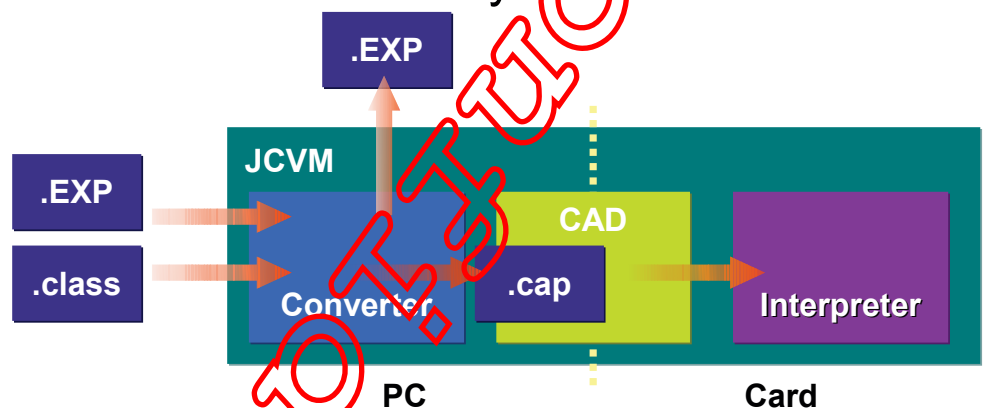 .EXP
JCVM
.EXP
CAD
.class
.cap
Converter
Interpreter
PC
Card